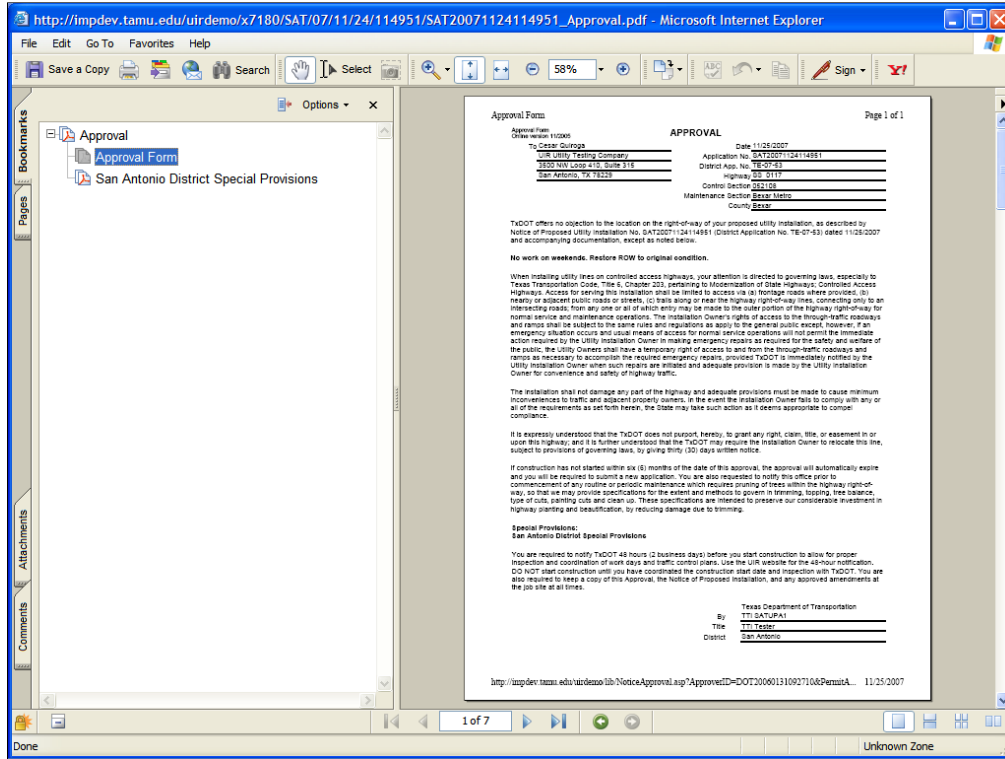 http://impdev.tamu.edu/uirdemo/x7180/SAT/07/11/24/114951/SAT20071124114951_Approval.pdf - Microsoft Internet Explorer
File Edit Go To Favorites Help
Save a Copy Search Select 58% Sign Y!
Options x
Bookmarks
Pages
Attachments
Comments
Approval
Approval Form
San Antonio District Special Provisions
Approval Form Page 1 of 1
Approval Form
Online version 11/2005
APPROVAL
To Cesar Quiroga Date 11/25/2007
UIR Utility Testing Company Application No. SAT20071124114951
3500 NW Loop 410, Suite 315 District App. No. TE-07-53
San Antonio, TX 78229 Highway SD 0117
Control Section 052108
Maintenance Section Bexar Metro
County Bexar
TxDOT offers no objection to the location on the right-of-way of your proposed utility installation, as described by
Notice of Proposed Utility Installation No. SAT20071124114951 (District Application No. TE-07-53) dated 11/25/2007
and accompanying documentation, except as noted below.
No work on weekends. Restore ROW to original condition.
When installing utility lines on controlled access highways, your attention is directed to governing laws, especially to
Texas Transportation Code, Title 6, Chapter 203, pertaining to Modernization of State Highways; Controlled Access
Highways. Access for serving this installation shall be limited to access via (a) frontage roads where provided, (b)
nearby or adjacent public roads or streets, (c) trails along or near the highway right-of-way lines, connecting only to an
intersecting roads; from any one or all of which entry may be made to the outer portion of the highway right-of-way for
normal service and maintenance operations. The Installation Owner's rights of access to the through-traffic roadways
and ramps shall be subject to the same rules and regulations as apply to the general public except, however, if an
emergency situation occurs and usual means of access for normal service operations will not permit the immediate
action required by the Utility Installation Owner in making emergency repairs as required for the safety and welfare of
the public, the Utility Owners shall have a temporary right of access to and from the through-traffic roadways and
ramps as necessary to accomplish the required emergency repairs, provided TxDOT is immediately notified by the
Utility Installation Owner when such repairs are initiated and adequate provision is made by the Utility Installation
Owner for convenience and safety of highway traffic.
The installation shall not damage any part of the highway and adequate provisions must be made to cause minimum
inconveniences to traffic and adjacent property owners. In the event the Installation Owner fails to comply with any or
all of the requirements as set forth herein, the State may take such action as it deems appropriate to compel
compliance.
It is expressly understood that the TxDOT does not purport, hereby, to grant any right, claim, title, or easement in or
upon this highway; and it is further understood that the TxDOT may require the Installation Owner to relocate this line,
subject to provisions of governing laws, by giving thirty (30) days written notice.
If construction has not started within six (6) months of the date of this approval, the approval will automatically expire
and you will be required to submit a new application. You are also requested to notify this office prior to
commencement of any routine or periodic maintenance which requires pruning of trees within the highway right-of-
way, so that we may provide specifications for the extent and methods to govern in trimming, topping, tree balance,
type of cuts, painting cuts and clean up. These specifications are intended to preserve our considerable investment in
highway planting and beautification, by reducing damage due to trimming.
Special Provisions:
San Antonio District Special Provisions
You are required to notify TxDOT 48 hours (2 business days) before you start construction to allow for proper
inspection and coordination of work days and traffic control plans. Use the UIR website for the 48-hour notification.
DO NOT start construction until you have coordinated the construction start date and inspection with TxDOT. You are
also required to keep a copy of this Approval, the Notice of Proposed Installation, and any approved amendments at
the job site at all times.
Texas Department of Transportation
By TTI SATUPA1
Title TTI Tester
District San Antonio
http://impdev.tamu.edu/uirdemo/lib/NoticeApproval.asp?ApproverID=DOT20060131092710&PermitA... 11/25/2007
1 of 7
Done Unknown Zone